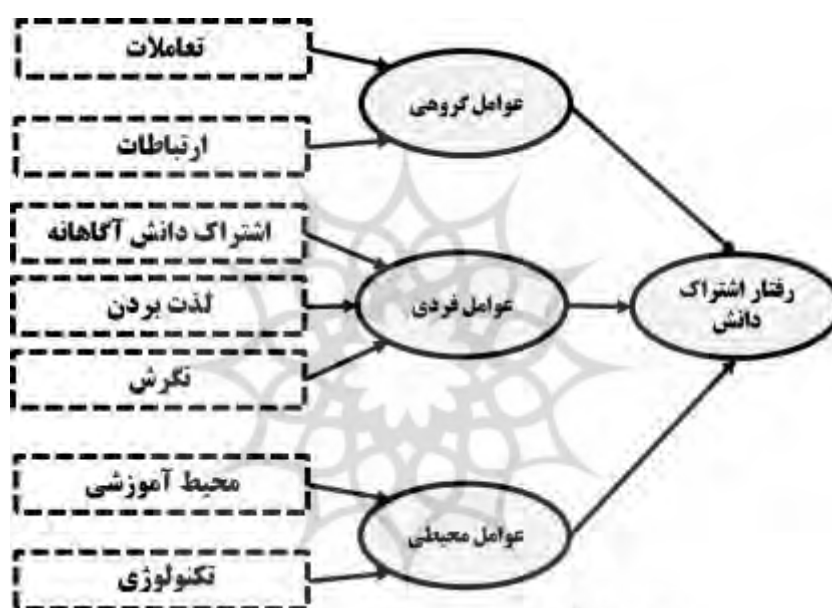 تعاملات
ارتباطات
اشتراک دانش آگاهانه
لذت بردن
نگرش
محیط آموزشی
تکنولوژی
عوامل گروهی
عوامل فردی
عوامل محیطی
رفتار اشتراک
دانش